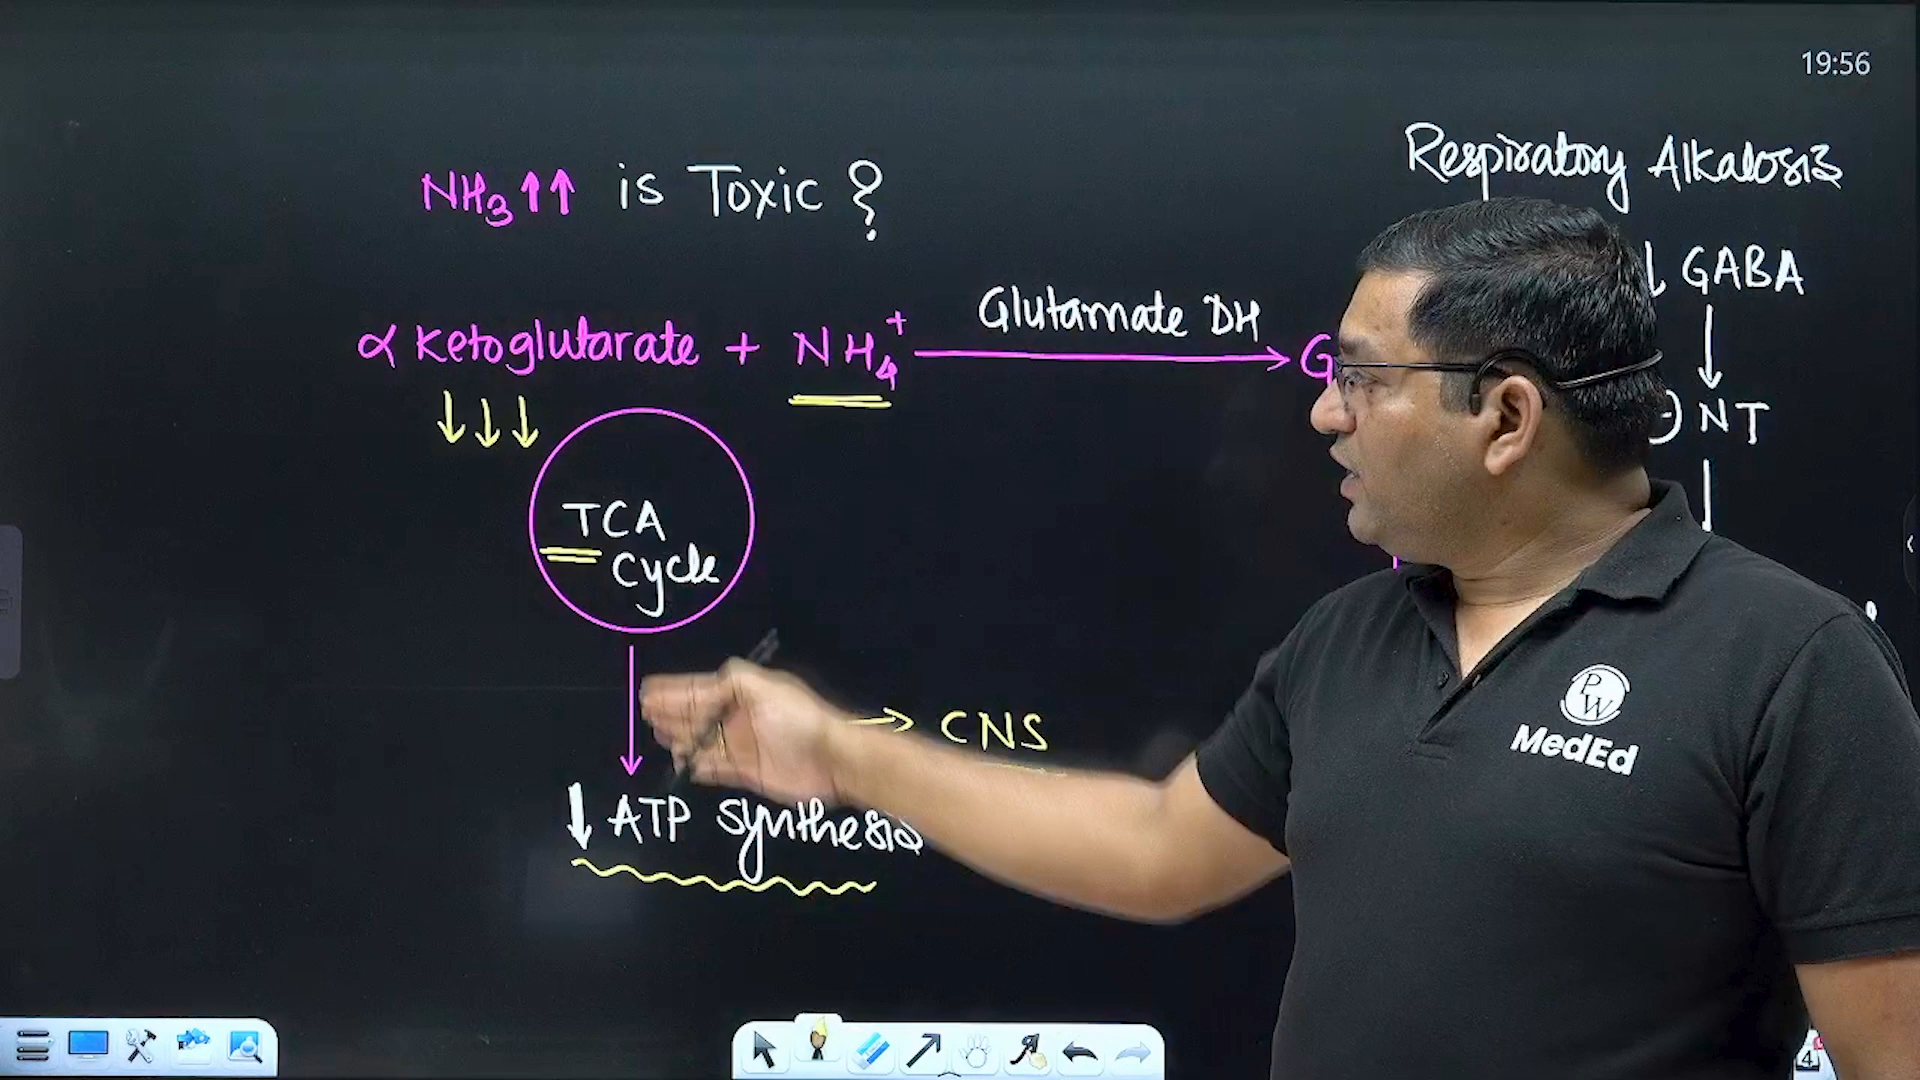 19:56
Respiratory Alkalosis
NH3↑↑ is Toxic ?
↓ GABA
α Ketoglutarate + NH4+ Glutamate DH G
↓↓↓
NT
TCA
Cycle
→ CNS
↓ ATP Synthesis
PW
MedEd